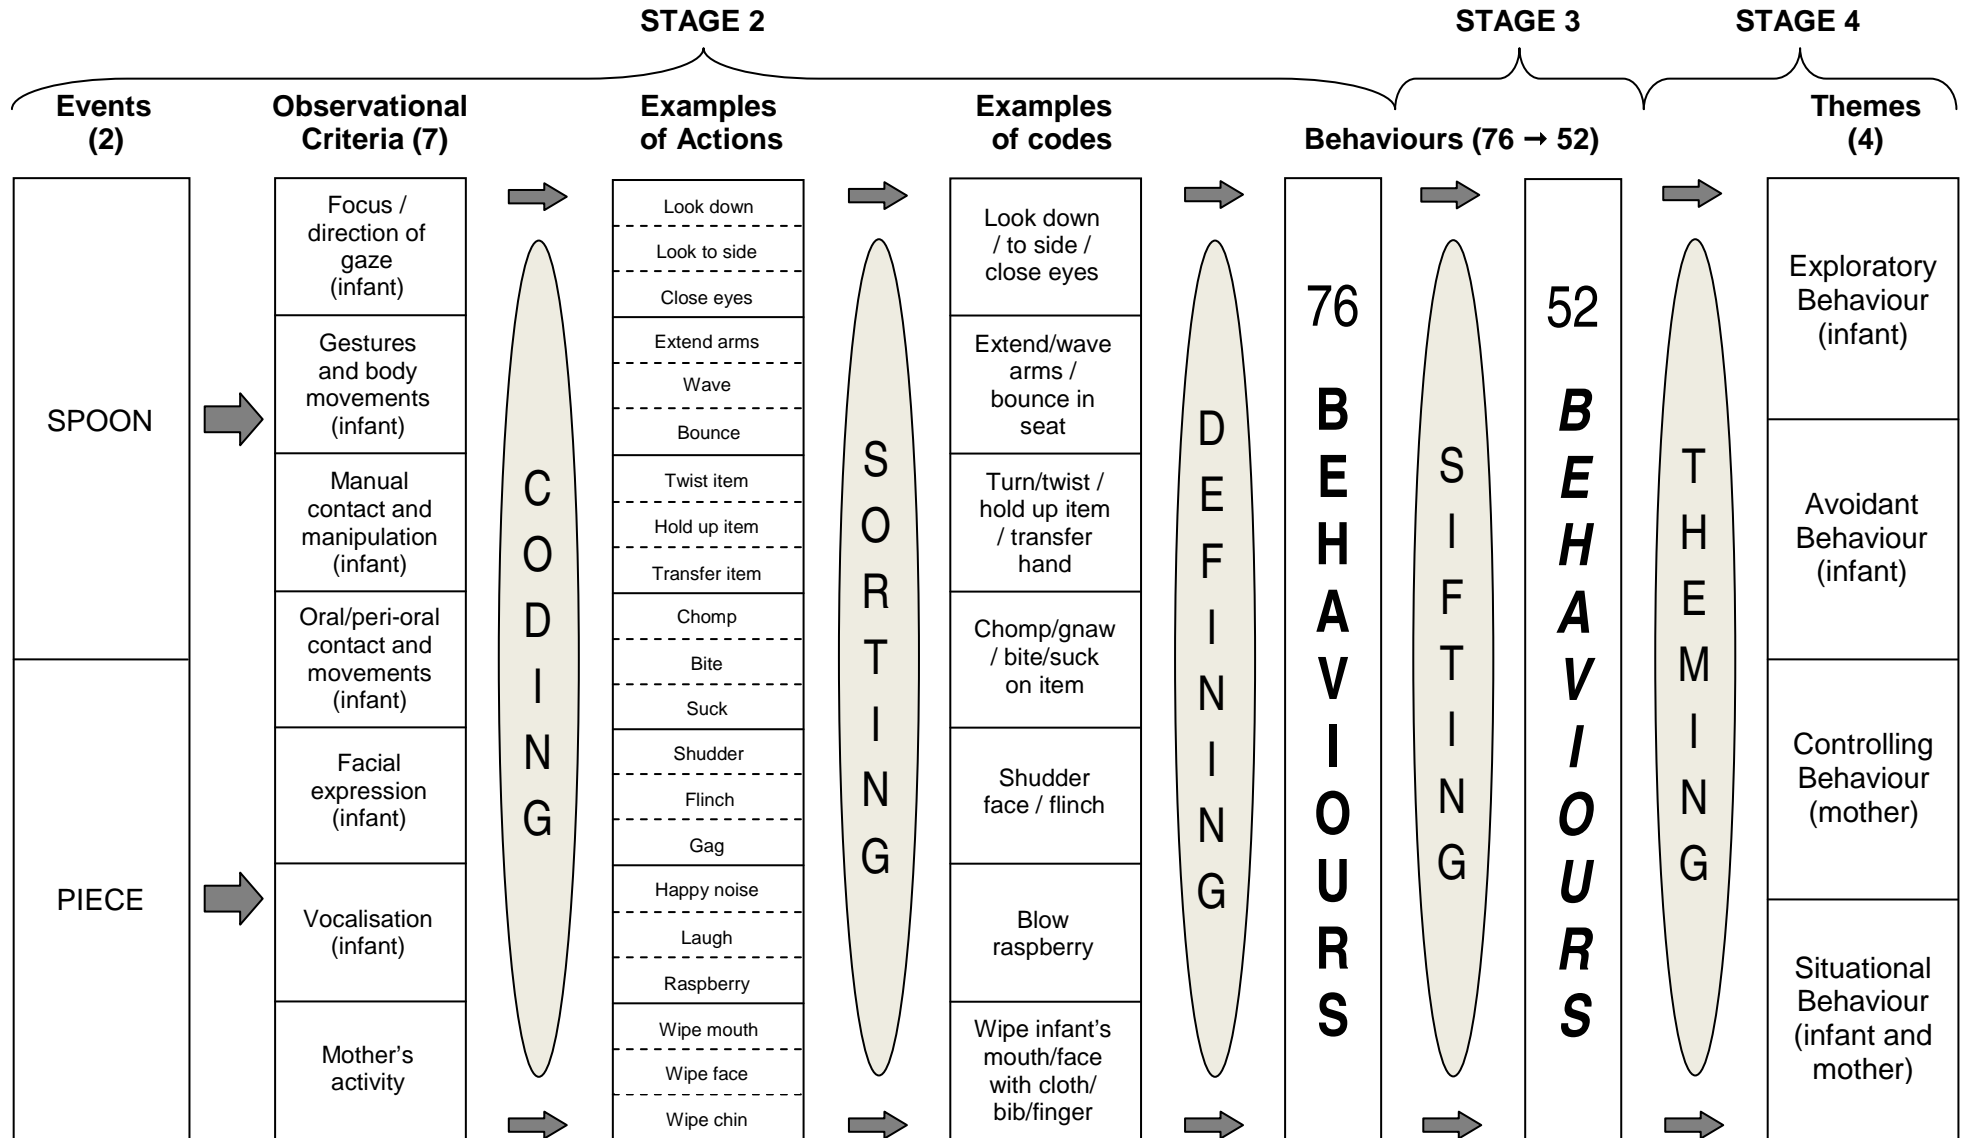 STAGE 2
STAGE 3
STAGE 4
Events
(2)
Observational
Criteria (7)
Examples
of Actions
Examples
of codes
Behaviours (76 → 52)
Themes
(4)
SPOON
PIECE
Focus /
direction of
gaze
(infant)
Gestures
and body
movements
(infant)
Manual
contact and
manipulation
(infant)
Oral/peri-oral
contact and
movements
(infant)
Facial
expression
(infant)
Vocalisation
(infant)
Mother's
activity
CODING
Look down
Look to side
Close eyes
Extend arms
Wave
Bounce
Twist item
Hold up item
Transfer item
Chomp
Bite
Suck
Shudder
Flinch
Gag
Happy noise
Laugh
Raspberry
Wipe mouth
Wipe face
Wipe chin
SORTING
Look down
/ to side /
close eyes
Extend/wave
arms /
bounce in
seat
Turn/twist /
hold up item
/ transfer
hand
Chomp/gnaw
/ bite/suck
on item
Shudder
face / flinch
Blow
raspberry
Wipe infant's
mouth/face
with cloth/
bib/finger
DEFINING
76
BEHAVIOURS
SIFTING
52
BEHAVIOURS
THEMING
Exploratory
Behaviour
(infant)
Avoidant
Behaviour
(infant)
Controlling
Behaviour
(mother)
Situational
Behaviour
(infant and
mother)